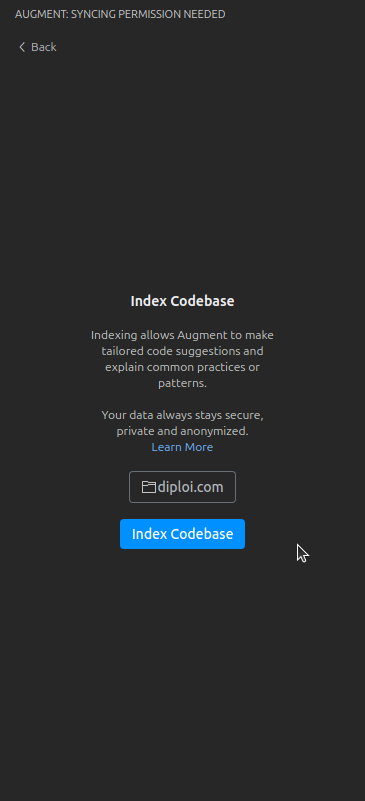 AUGMENT: SYNCING PERMISSION NEEDED
Back
Index Codebase
Indexing allows Augment to make
tailored code suggestions and
explain common practices or
patterns.
Your data always stays secure,
private and anonymized.
Learn More
diploi.com
Index Codebase